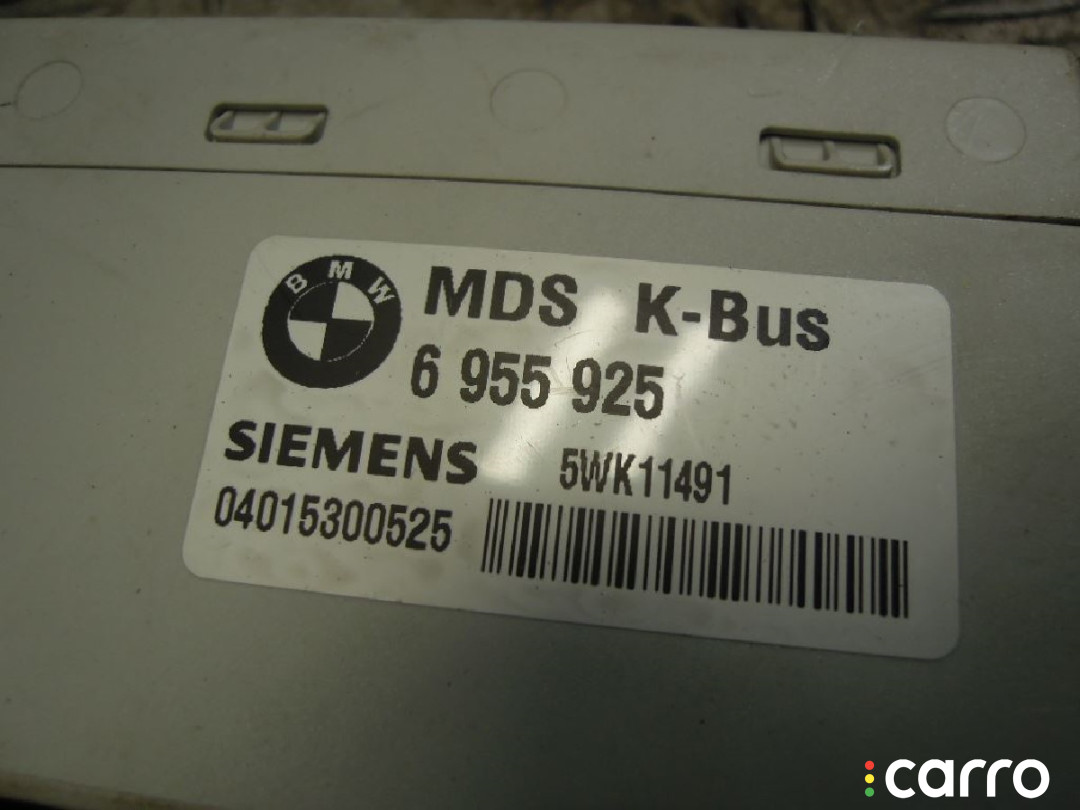 BMW
MDS K-Bus
6 955 925
SIEMENS 5WK11491
04015300525
carro